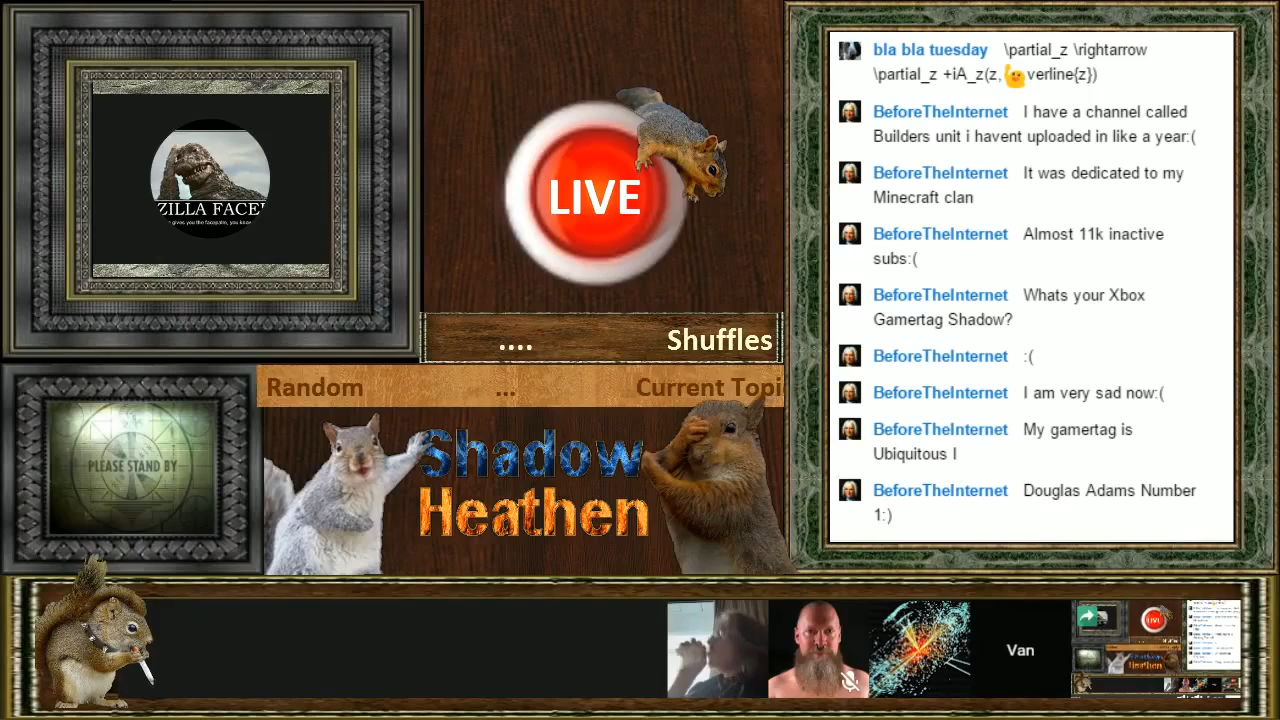 ZILLA FACE
LIVE
.... Shuffles
Random ... Current Topi
PLEASE STAND BY
Shadow
Heathen
bla bla tuesday \partial_z \rightarrow
\partial_z +iA_z(z, verline{z})
BeforeTheInternet I have a channel called
Builders unit i havent uploaded in like a year:(
BeforeTheInternet It was dedicated to my
Minecraft clan
BeforeTheInternet Almost 11k inactive
subs:(
BeforeTheInternet Whats your Xbox
Gamertag Shadow?
BeforeTheInternet :(
BeforeTheInternet I am very sad now:(
BeforeTheInternet My gamertag is
Ubiquitous I
BeforeTheInternet Douglas Adams Number
1:)
Van
LIVE
Heathen